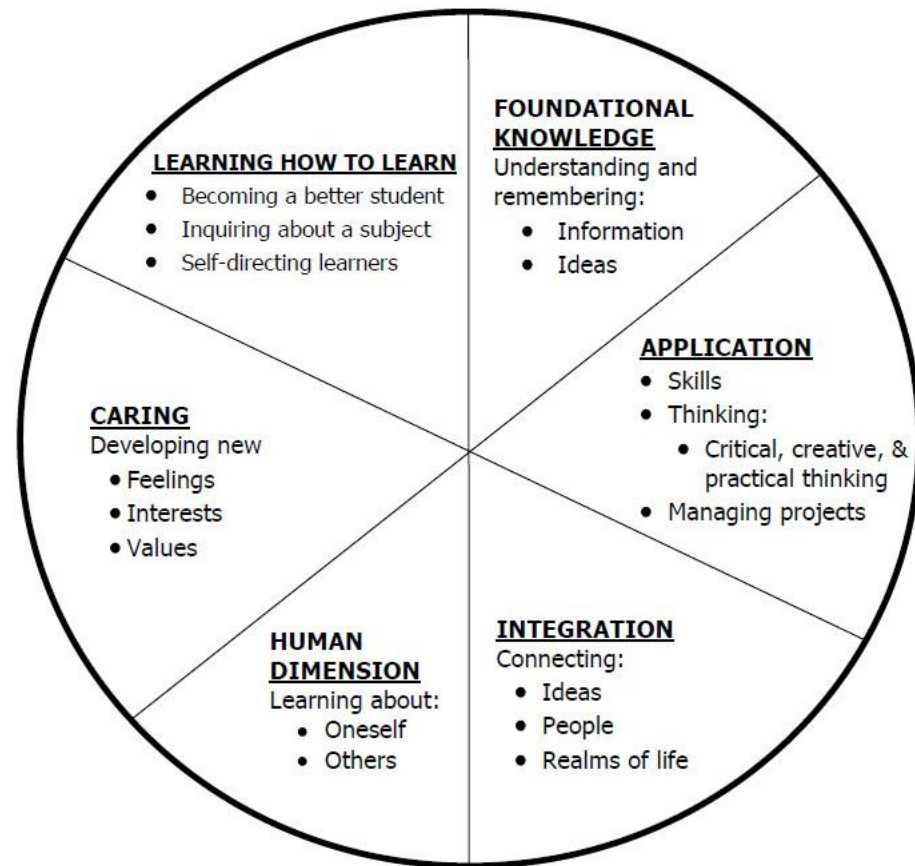 FOUNDATIONAL
KNOWLEDGE
Understanding and
remembering:
• Information
• Ideas
APPLICATION
• Skills
• Thinking:
• Critical, creative, &
practical thinking
• Managing projects
INTEGRATION
Connecting:
• Ideas
• People
• Realms of life
HUMAN
DIMENSION
Learning about:
• Oneself
• Others
CARING
Developing new
• Feelings
• Interests
• Values
LEARNING HOW TO LEARN
• Becoming a better student
• Inquiring about a subject
• Self-directing learners